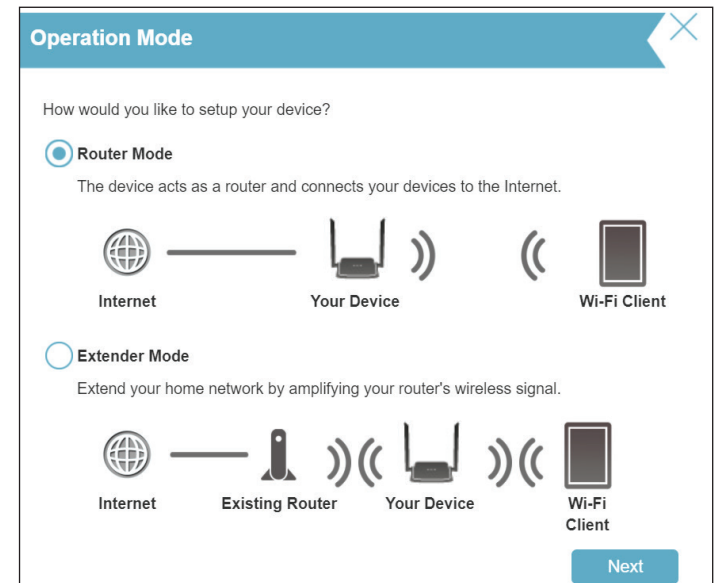 Operation Mode
How would you like to setup your device?
Router Mode
The device acts as a router and connects your devices to the Internet.
Internet
Your Device
Wi-Fi Client
Extender Mode
Extend your home network by amplifying your router's wireless signal.
Internet
Existing Router
Your Device
Wi-Fi
Client
Next